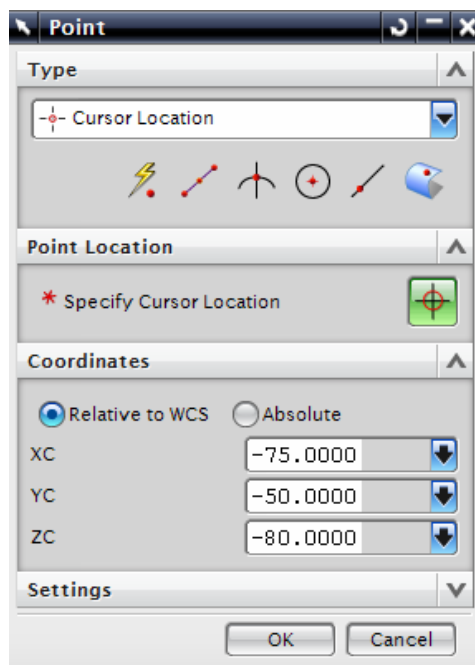 Point
Type
Cursor Location
Point Location
* Specify Cursor Location
Coordinates
Relative to WCS Absolute
XC -75.0000
YC -50.0000
ZC -80.0000
Settings
OK Cancel